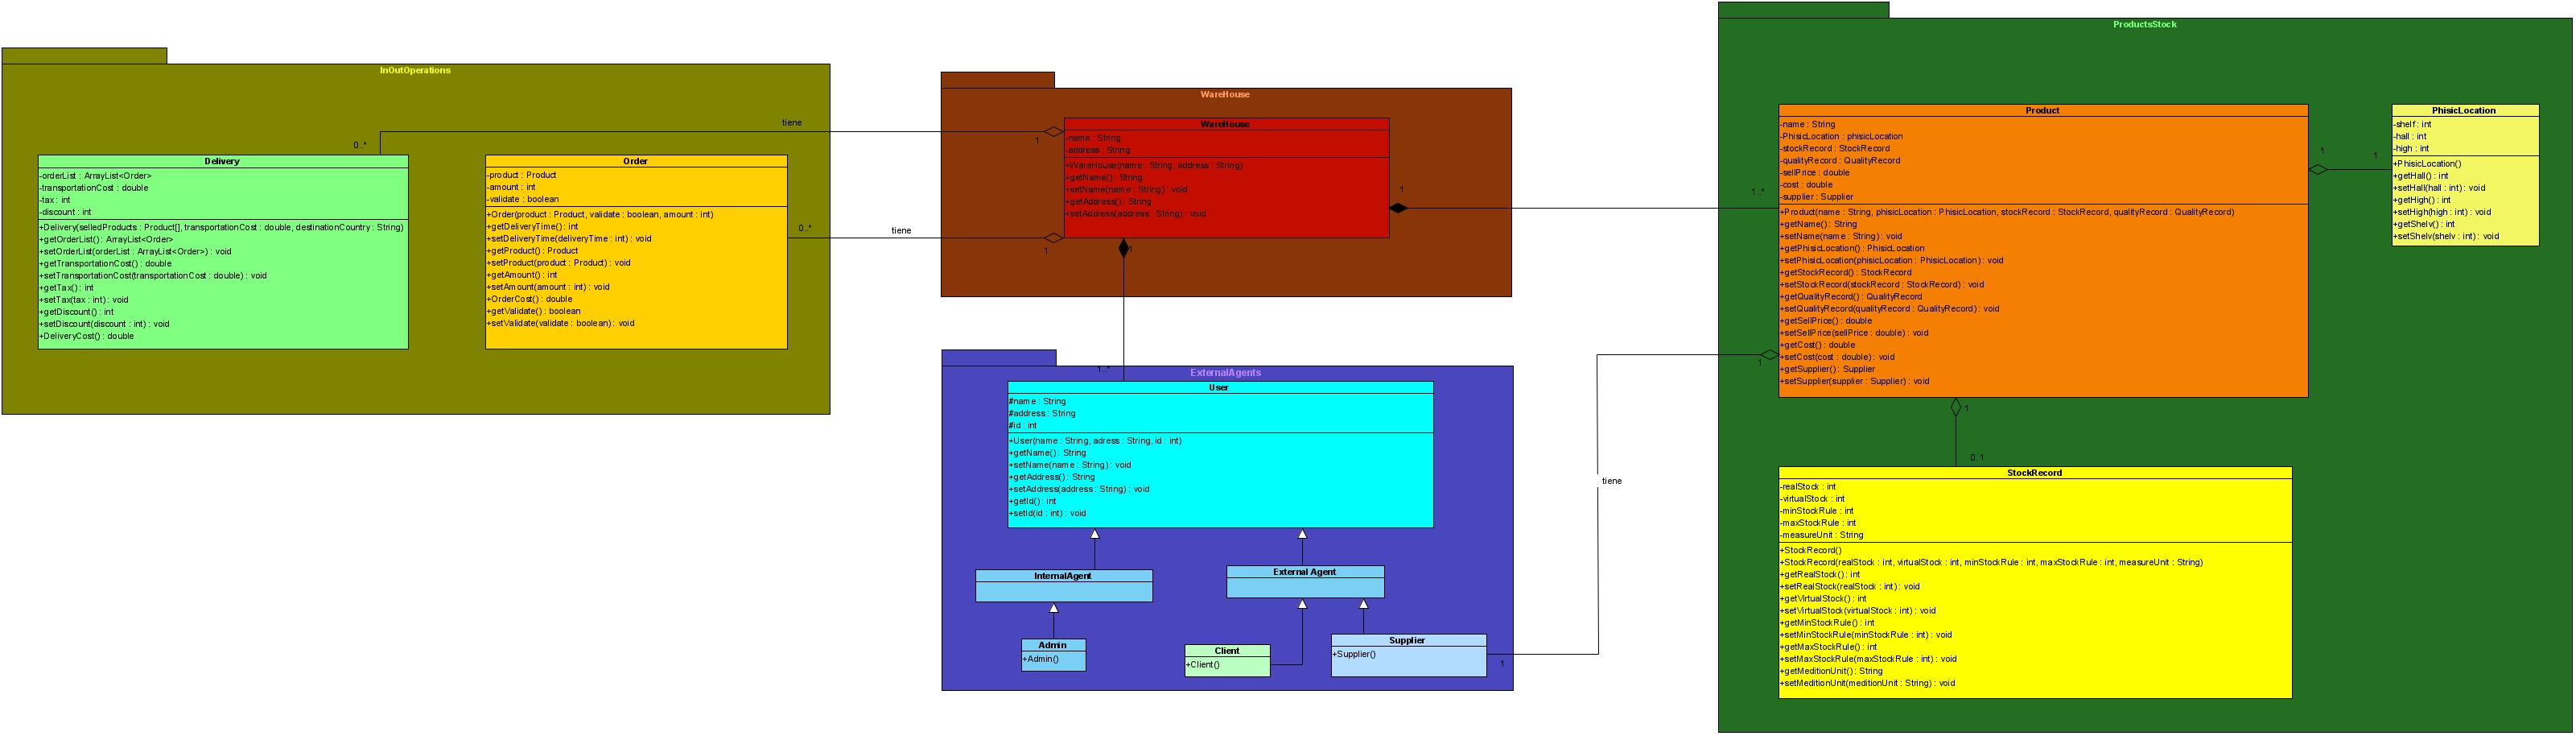 InOutOperations
tiene
0..*
1
Delivery
-orderList : ArrayList<Order>
-transportationCost : double
-tax : int
-discount : int
+Delivery(selledProducts : Product[], transportationCost : double, destinationCountry : String)
+getOrderList() : ArrayList<Order>
+setOrderList(orderList : ArrayList<Order>) : void
+getTransportationCost() : double
+setTransportationCost(transportationCost : double) : void
+getTax() : int
+setTax(tax : int) : void
+getDiscount() : int
+setDiscount(discount : int) : void
+DeliveryCost() : double
Order
-product : Product
-amount : int
-validate : boolean
+Order(product : Product, validate : boolean, amount : int)
+getDeliveryTime() : int
+setDeliveryTime(deliveryTime : int) : void
+getProduct() : Product
+setProduct(product : Product) : void
+getAmount() : int
+setAmount(amount : int) : void
+OrderCost() : double
+getValidate() : boolean
+setValidate(validate : boolean) : void
0..*
tiene
1
WareHouse
WareHouse
-name : String
-address : String
+WareHouse(name : String, address : String)
+getName() : String
+setName(name : String) : void
+getAddress() : String
+setAddress(address : String) : void
1
1..*
1
1..*
ExternalAgents
User
#name : String
#address : String
#id : int
+User(name : String, adress : String, id : int)
+getName() : String
+setName(name : String) : void
+getAddress() : String
+setAddress(address : String) : void
+getId() : int
+setId(id : int) : void
InternalAgent
External Agent
Admin
+Admin()
Client
+Client()
Supplier
+Supplier()
1
tiene
1
ProductsStock
Product
-name : String
-PhisicLocation : phisicLocation
-stockRecord : StockRecord
-qualityRecord : QualityRecord
-sellPrice : double
-cost : double
-supplier : Supplier
+Product(name : String, phisicLocation : PhisicLocation, stockRecord : StockRecord, qualityRecord : QualityRecord)
+getName() : String
+setName(name : String) : void
+getPhisicLocation() : PhisicLocation
+setPhisicLocation(phisicLocation : PhisicLocation) : void
+getStockRecord() : StockRecord
+setStockRecord(stockRecord : StockRecord) : void
+getQualityRecord() : QualityRecord
+setQualityRecord(qualityRecord : QualityRecord) : void
+getSellPrice() : double
+setSellPrice(sellPrice : double) : void
+getCost() : double
+setCost(cost : double) : void
+getSupplier() : Supplier
+setSupplier(supplier : Supplier) : void
1
1
PhisicLocation
-shelf : int
-hall : int
-high : int
+PhisicLocation()
+getHall() : int
+setHall(hall : int) : void
+getHigh() : int
+setHigh(high : int) : void
+getShelv() : int
+setShelv(shelv : int) : void
1
0..1
StockRecord
-realStock : int
-virtualStock : int
-minStockRule : int
-maxStockRule : int
-measureUnit : String
+StockRecord()
+StockRecord(realStock : int, virtualStock : int, minStockRule : int, maxStockRule : int, measureUnit : String)
+getRealStock() : int
+setRealStock(realStock : int) : void
+getVirtualStock() : int
+setVirtualStock(virtualStock : int) : void
+getMinStockRule() : int
+setMinStockRule(minStockRule : int) : void
+getMaxStockRule() : int
+setMaxStockRule(maxStockRule : int) : void
+getMeditionUnit() : String
+setMeditionUnit(meditionUnit : String) : void